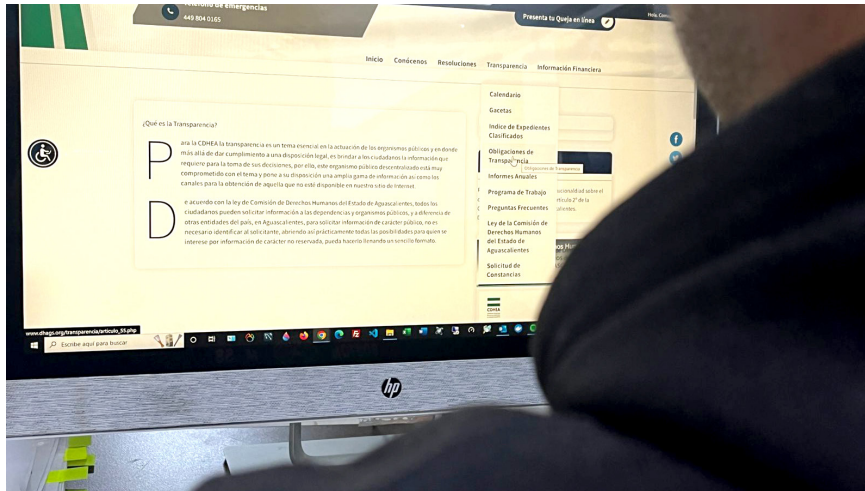 Teléfono de emergencias
449 804 0165
Presenta tu Queja en línea
Hola.
Inicio Conócenos Resoluciones Transparencia Información Financiera
Calendario
Gacetas
Indice de Expedientes
Clasificados
Obligaciones de
Transparencia
Obligaciones de Transparencia
Informes Anuales
Programa de Trabajo
Preguntas Frecuentes
Ley de la Comisión de
Derechos Humanos
del Estado de
Aguascalientes
Solicitud de
Constancias
¿Qué es la Transparencia?
Para la CDHEA la transparencia es un tema esencial en la actuación de los organismos públicos y en donde
más allá de dar cumplimiento a una disposición legal, es brindar a los ciudadanos la información que
requiere para la toma de sus decisiones, por ello, este organismo público descentralizado está muy
comprometido con el tema y pone a su disposición una amplia gama de información así como los
canales para la obtención de aquella que no esté disponible en nuestro sitio de Internet.
De acuerdo con la ley de Comisión de Derechos Humanos del Estado de Aguascalientes, todos los
ciudadanos pueden solicitar información a las dependencias y organismos públicos, y a diferencia de
otras entidades del país, en Aguascalientes, para solicitar información de carácter público, no es
necesario identificar al solicitante, abriendo así prácticamente todas las posibilidades para quien se
interese por información de carácter no reservada, pueda hacerlo llenando un sencillo formato.
sobre el
artículo 2° de la
CDHEA
www.dhags.org/transparencia/articulo_55.php
Escribe aquí para buscar
hp